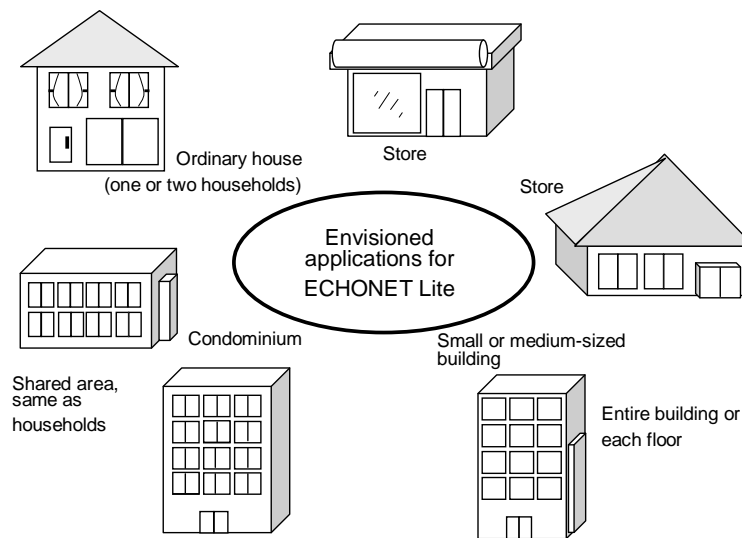 Ordinary house
(one or two households)
Store
Store
Envisioned
applications for
ECHONET Lite
Condominium
Small or medium-sized
building
Shared area,
same as
households
Entire building or
each floor